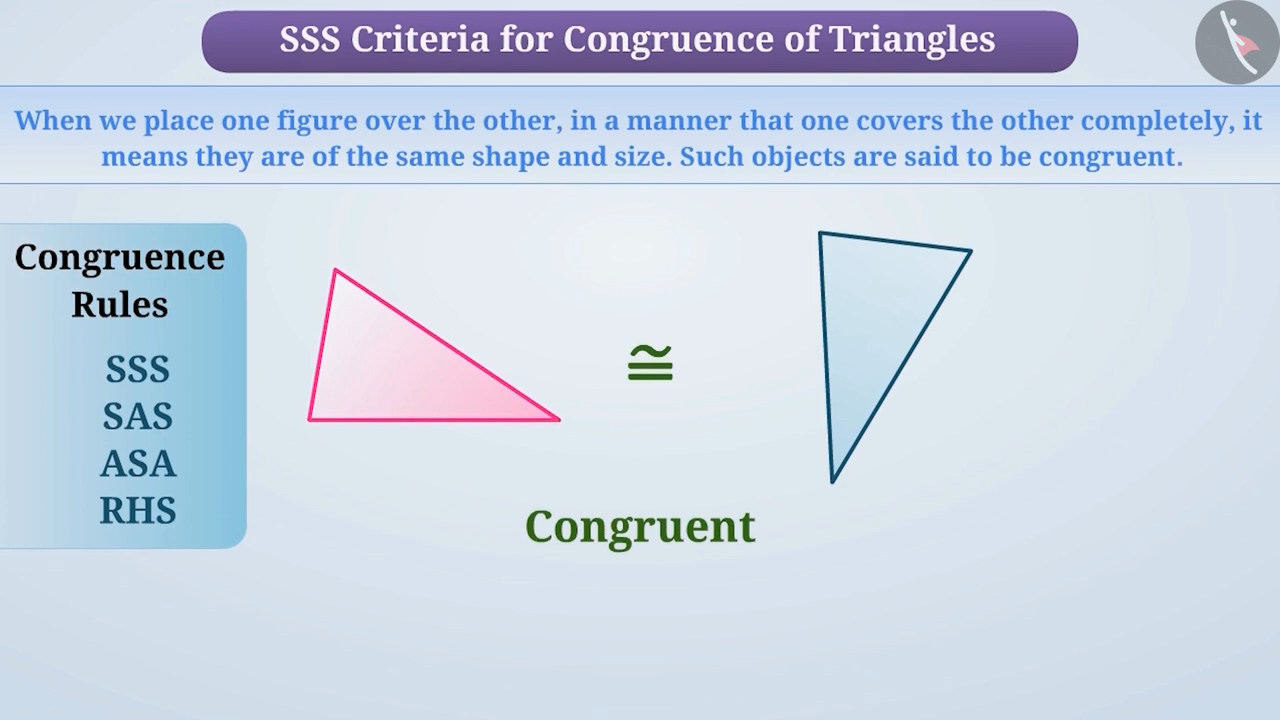 SSS Criteria for Congruence of Triangles
When we place one figure over the other, in a manner that one covers the other completely, it
means they are of the same shape and size. Such objects are said to be congruent.
Congruence
Rules
SSS
SAS
ASA
RHS
≅
Congruent